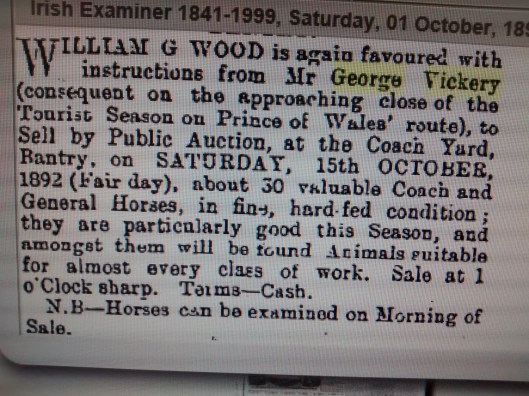 Irish Examiner 1841-1999, Saturday, 01 October, 189
WILLIAM G WOOD is again favoured with
instructions from Mr George Vickery
(consequent on the approaching close of the
Tourist Season on Prince of Wales' route), to
Sell by Public Auction, at the Coach Yard,
Bantry, on SATURDAY, 15th OCTOBER,
1892 (Fair day), about 30 valuable Coach and
General Horses, in fine, hard-fed condition;
they are particularly good this Season, and
amongst them will be found Animals suitable
for almost every class of work. Sale at 1
o'Clock sharp. Terms—Cash.
N.B—Horses can be examined on Morning of
Sale.